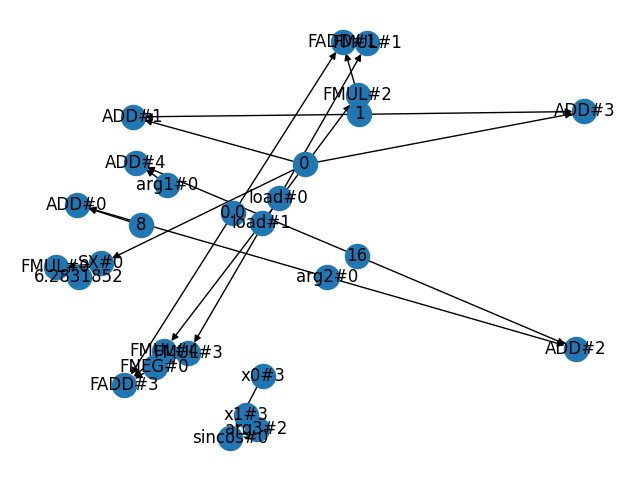 FADD#1
FMUL#1
FMUL#2
ADD#1
1
ADD#3
ADD#4
0
arg1#0
load#0
ADD#0
0.0
load#1
8
16
FMUL#0
SX#0
6.2831852
arg2#0
ADD#2
FMUL#4
FMUL#3
FNEG#0
FADD#3
x0#3
x1#3
arg3#2
sincos#0